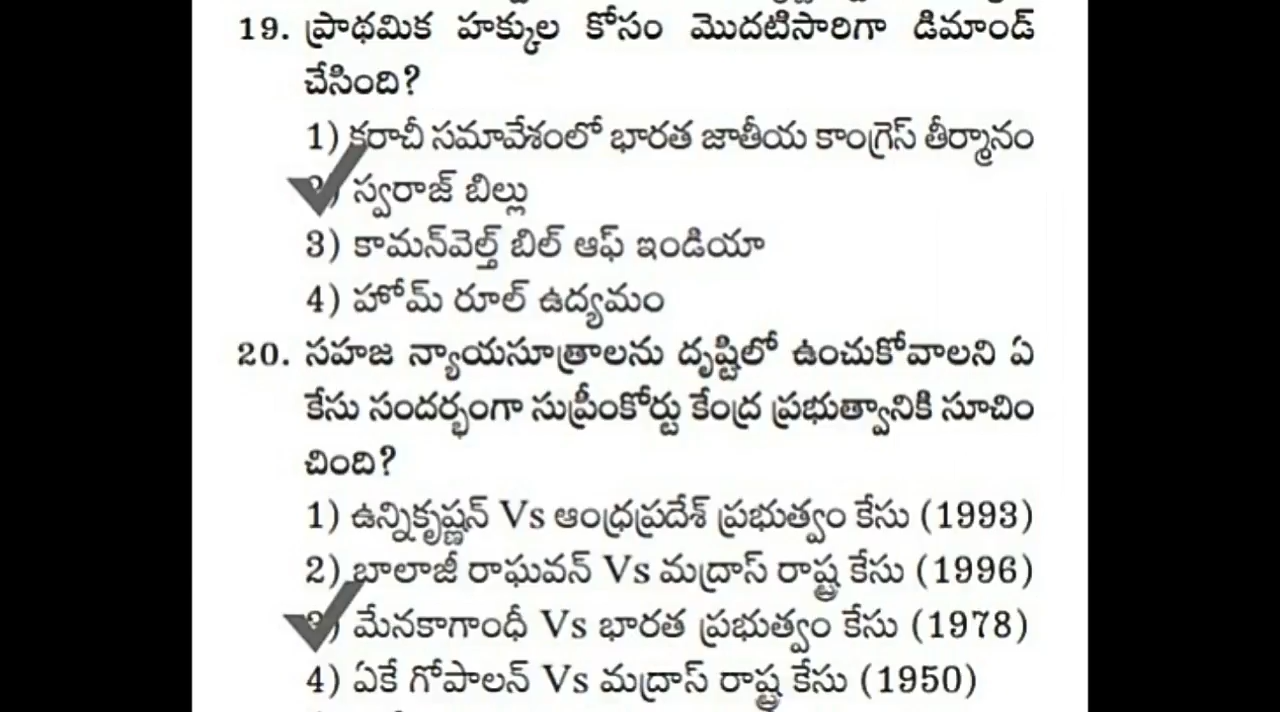 19. ప్రాథమిక హక్కుల కోసం మొదటిసారిగా డిమాండ్
చేసింది?
1) కరాచీ సమావేశంలో భారత జాతీయ కాంగ్రెస్ తీర్మానం
2) స్వరాజ్ బిల్లు
3) కామన్‌వెల్త్ బిల్ ఆఫ్ ఇండియా
4) హోమ్ రూల్ ఉద్యమం
20. సహజ న్యాయసూత్రాలను దృష్టిలో ఉంచుకోవాలని ఏ
కేసు సందర్భంగా సుప్రీంకోర్టు కేంద్ర ప్రభుత్వానికి సూచిం
చింది?
1) ఉన్నికృష్ణన్ Vs ఆంధ్రప్రదేశ్ ప్రభుత్వం కేసు (1993)
2) బాలాజీ రాఘవన్ Vs మద్రాస్ రాష్ట్ర కేసు (1996)
3) మేనకాగాంధీ Vs భారత ప్రభుత్వం కేసు (1978)
4) ఏకే గోపాలన్ Vs మద్రాస్ రాష్ట్ర కేసు (1950)